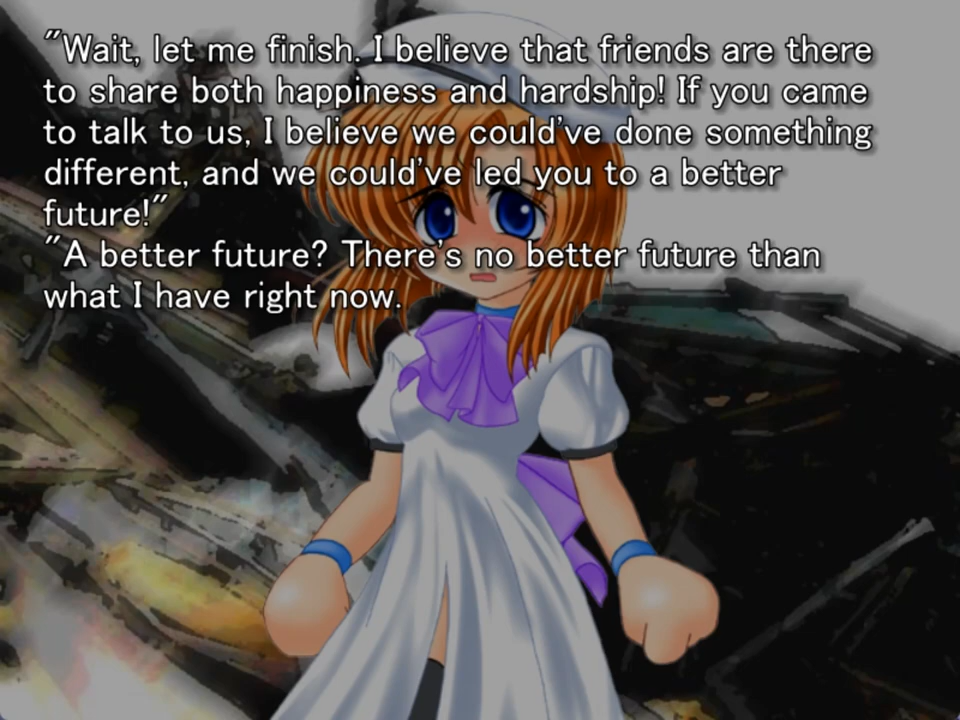 "Wait, let me finish. I believe that friends are there
to share both happiness and hardship! If you came
to talk to us, I believe we could've done something
different, and we could've led you to a better
future!"
"A better future? There's no better future than
what I have right now.